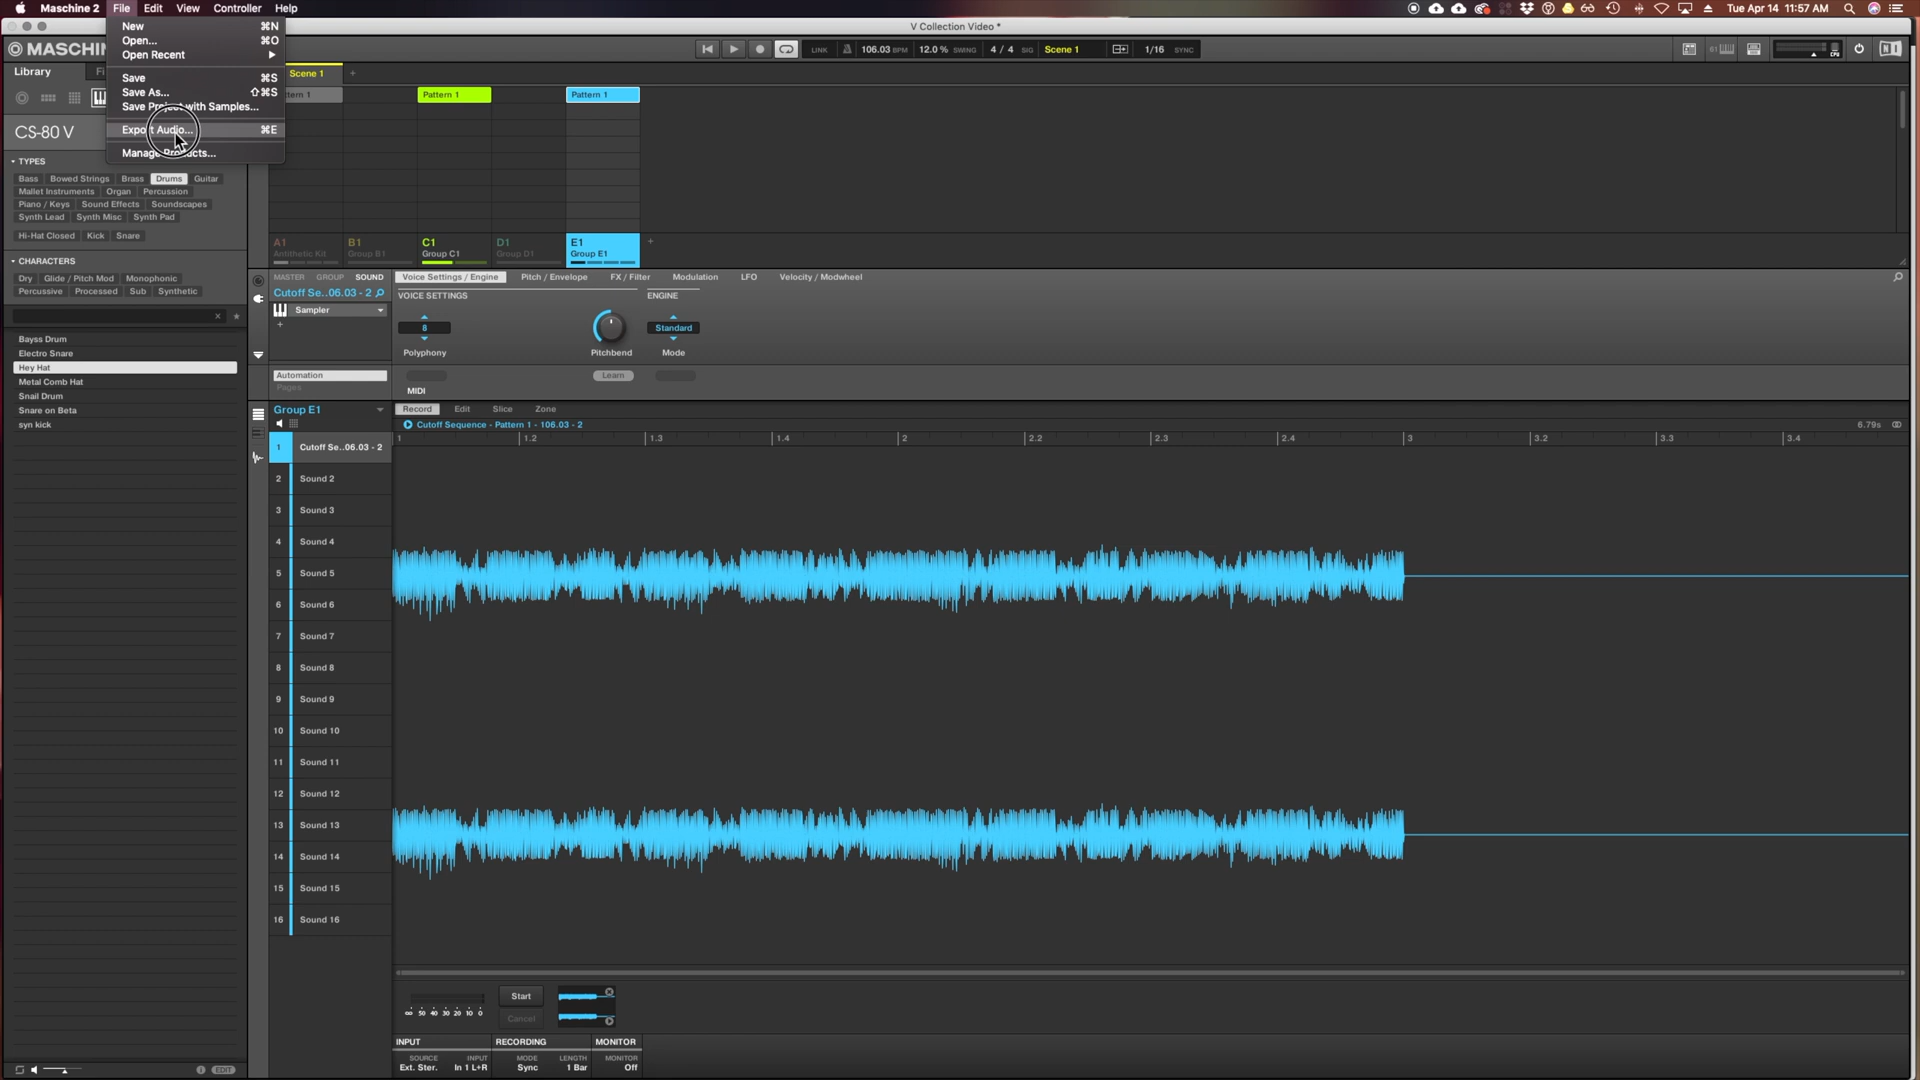 Maschine 2 File Edit View Controller Help
Tue Apr 14 11:57 AM
V Collection Video *
New ⌘N
Open... ⌘O
Open Recent
Save ⌘S
Save As... ⇧⌘S
Save Project with Samples...
Export Audio... ⌘E
Manage Products...
LINK 106.03 BPM 12.0 % SWING 4 / 4 SIG Scene 1 1/16 SYNC
Library
CS-80 V
TYPES
Bass Bowed Strings Brass Drums Guitar
Mallet Instruments Organ Percussion
Piano / Keys Sound Effects Soundscapes
Synth Lead Synth Misc Synth Pad
Hi-Hat Closed Kick Snare
CHARACTERS
Dry Glide / Pitch Mod Monophonic
Percussive Processed Sub Synthetic
Bayss Drum
Electro Snare
Hey Hat
Metal Comb Hat
Snail Drum
Snare on Beta
syn kick
EDIT
Scene 1 +
Pattern 1 Pattern 1
A1 B1 C1 D1 E1 +
Antithetic Kit Group B1 Group C1 Group D1 Group E1
MASTER GROUP SOUND
Cutoff Se..06.03 - 2
Sampler
+
Automation
Pages
Voice Settings / Engine Pitch / Envelope FX / Filter Modulation LFO Velocity / Modwheel
VOICE SETTINGS ENGINE
8 Standard
Polyphony Pitchbend Mode
Learn
MIDI
Group E1
Record Edit Slice Zone
Cutoff Sequence - Pattern 1 - 106.03 - 2
6.79s
1 1.2 1.3 1.4 2 2.2 2.3 2.4 3 3.2 3.3 3.4
1 Cutoff Se..06.03 - 2
2 Sound 2
3 Sound 3
4 Sound 4
5 Sound 5
6 Sound 6
7 Sound 7
8 Sound 8
9 Sound 9
10 Sound 10
11 Sound 11
12 Sound 12
13 Sound 13
14 Sound 14
15 Sound 15
16 Sound 16
Start
Cancel
∞ 50 40 30 20 10 0
INPUT RECORDING MONITOR
SOURCE INPUT MODE LENGTH MONITOR
Ext. Ster. In 1 L+R Sync 1 Bar Off